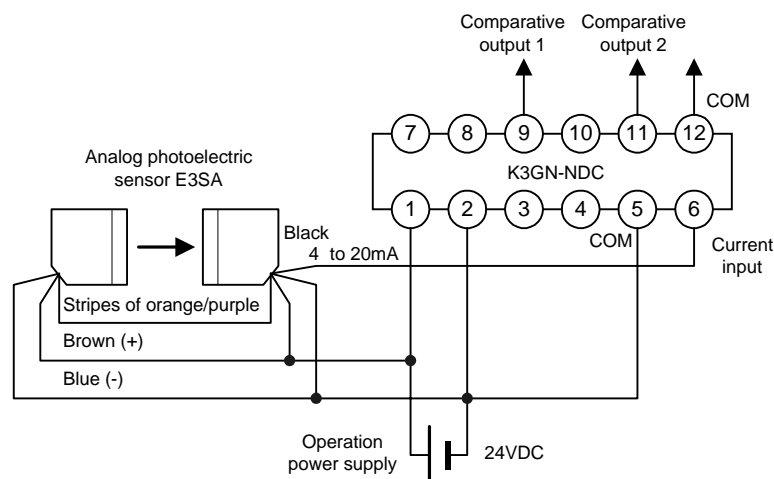 Comparative
output 1
Comparative
output 2
COM
7 8 9 10 11 12
K3GN-NDC
Analog photoelectric
sensor E3SA
1 2 3 4 5 6
Black
4 to 20mA
COM
Current
input
Stripes of orange/purple
Brown (+)
Blue (-)
Operation
power supply
24VDC